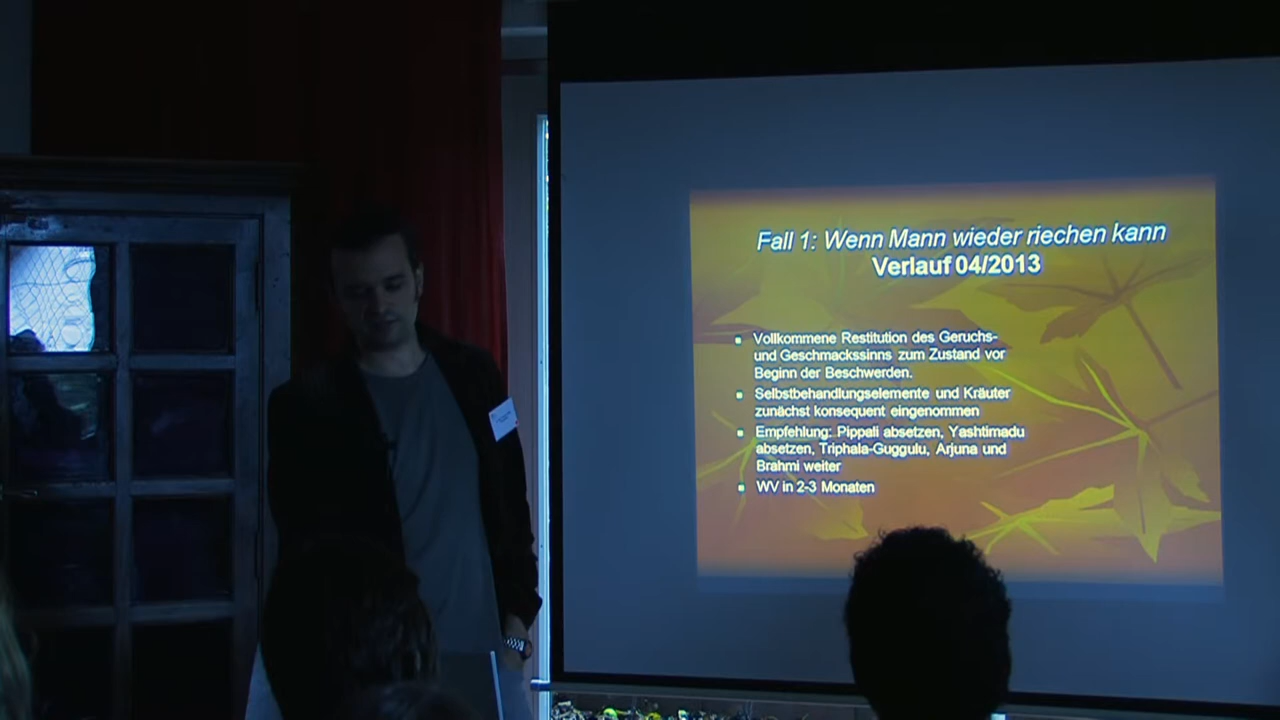 Fall 1: Wenn Mann wieder riechen kann
Verlauf 04/2013
Vollkommene Restitution des Geruchs-
und Geschmackssinns zum Zustand vor
Beginn der Beschwerden.
Selbstbehandlungselemente und Kräuter
zunächst konsequent eingenommen
Empfehlung: Pippali absetzen, Yashtimadu
absetzen, Triphala-Guggulu, Arjuna und
Brahmi weiter
WV in 2-3 Monaten